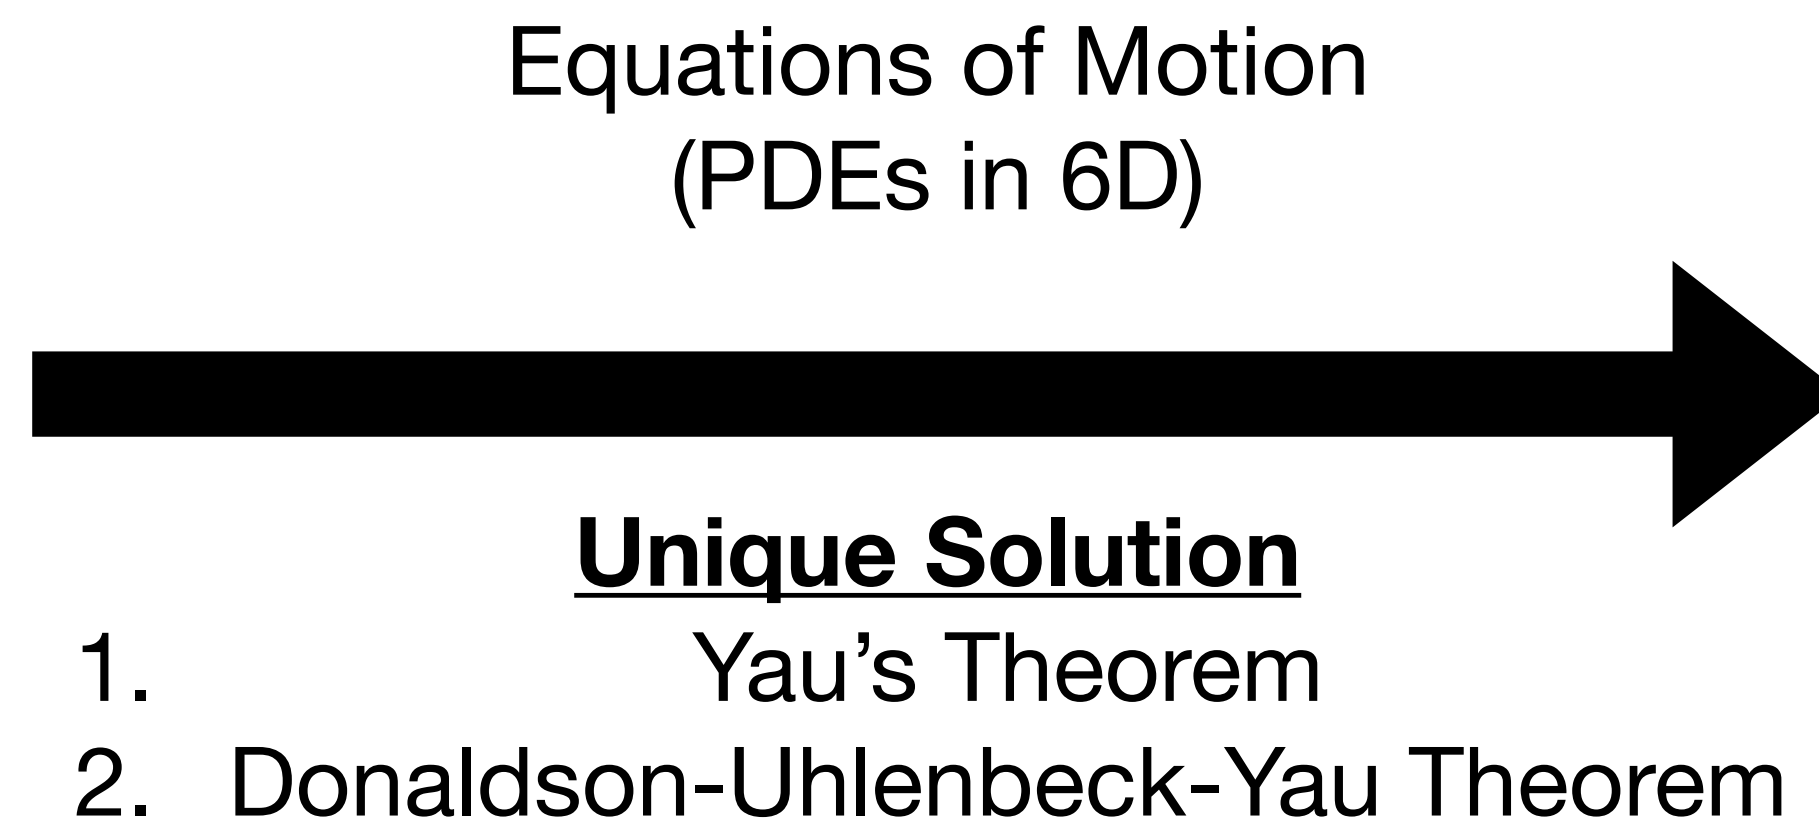 Equations of Motion
(PDEs in 6D)
Unique Solution
1. Yau’s Theorem
2. Donaldson-Uhlenbeck-Yau Theorem